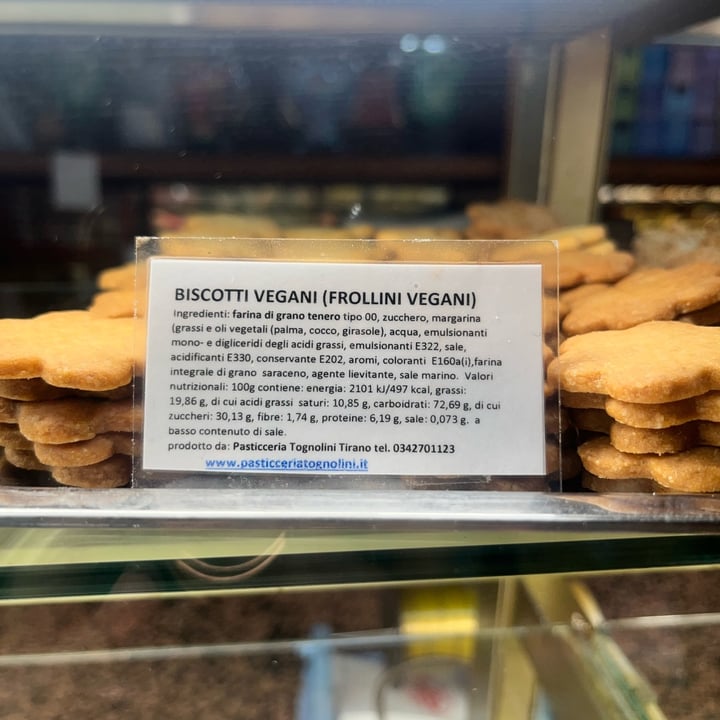 BISCOTTI VEGANI (FROLLINI VEGANI)
Ingredienti: farina di grano tenero tipo 00, zucchero, margarina
(grassi e oli vegetali (palma, cocco, girasole), acqua, emulsionanti
mono- e digliceridi degli acidi grassi, emulsionanti E322, sale,
acidificanti E330, conservante E202, aromi, coloranti E160a(i),farina
integrale di grano saraceno, agente lievitante, sale marino. Valori
nutrizionali: 100g contiene: energia: 2101 kJ/497 kcal, grassi:
19,86 g, di cui acidi grassi saturi: 10,85 g, carboidrati: 72,69 g, di cui
zuccheri: 30,13 g, fibre: 1,74 g, proteine: 6,19 g, sale: 0,073 g. a
basso contenuto di sale.
prodotto da: Pasticceria Tognolini Tirano tel. 0342701123
www.pasticceriatognolini.it